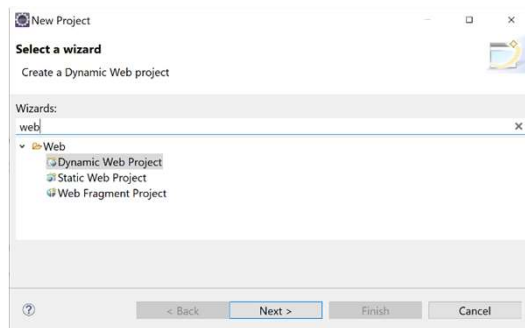 New Project
Select a wizard
Create a Dynamic Web project
Wizards:
web
Web
Dynamic Web Project
Static Web Project
Web Fragment Project
? < Back Next > Finish Cancel